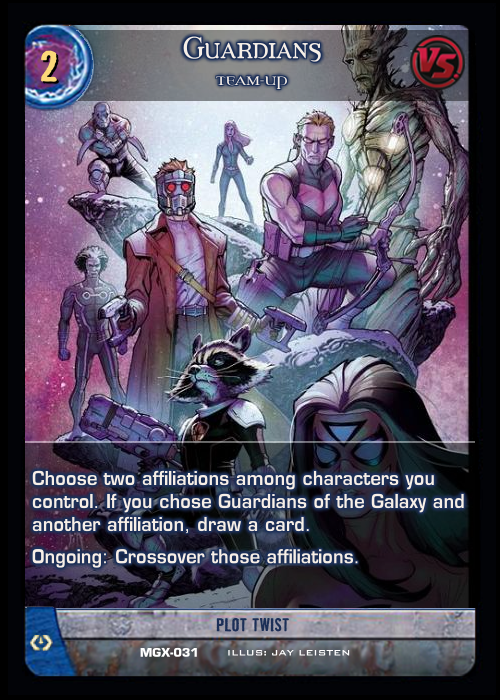 2
GUARDIANS
TEAM-UP
VS.
Choose two affiliations among characters you
control. If you chose Guardians of the Galaxy and
another affiliation, draw a card.
Ongoing: Crossover those affiliations.
PLOT TWIST
MGX-031 ILLUS: JAY LEISTEN